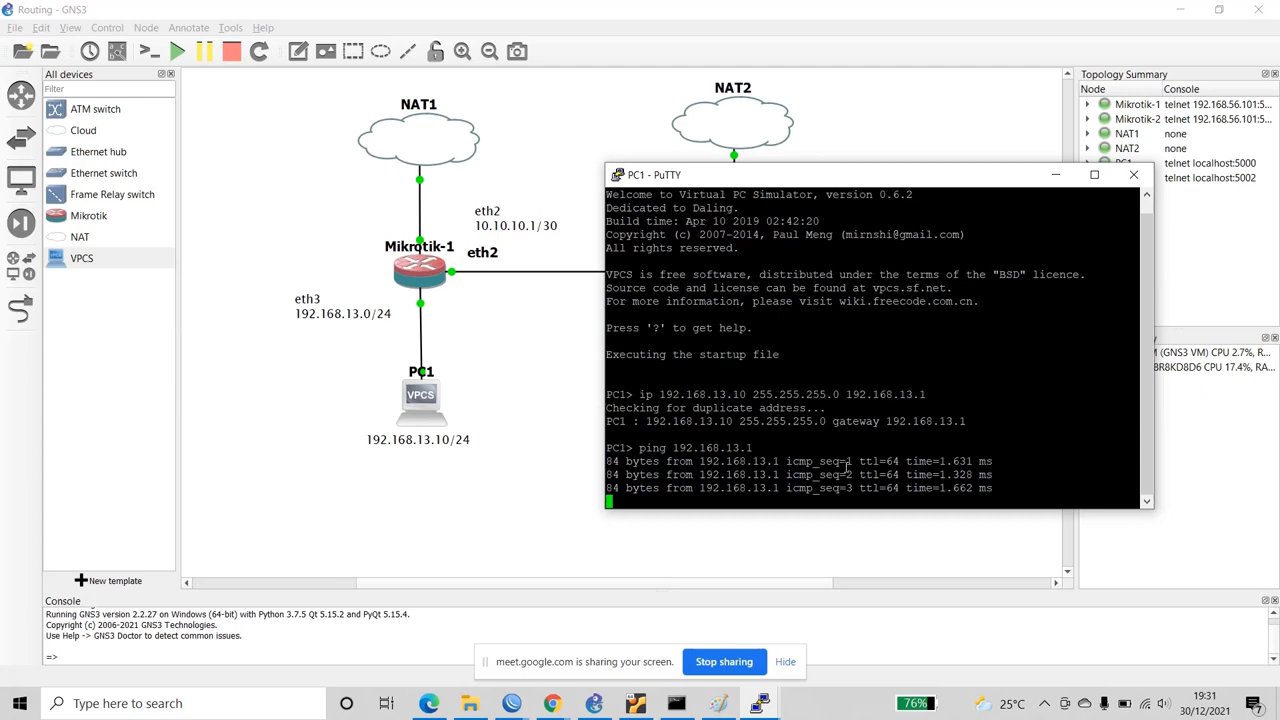 Routing - GNS3
File Edit View Control Node Annotate Tools Help
All devices
Filter
ATM switch
Cloud
Ethernet hub
Ethernet switch
Frame Relay switch
Mikrotik
NAT
VPCS
New template
NAT1
NAT2
eth2
10.10.10.1/30
Mikrotik-1
eth2
eth3
192.168.13.0/24
PC1
VPCS
192.168.13.10/24
PC1 - PuTTY
Welcome to Virtual PC Simulator, version 0.6.2
Dedicated to Daling.
Build time: Apr 10 2019 02:42:20
Copyright (c) 2007-2014, Paul Meng (mirnshi@gmail.com)
All rights reserved.
VPCS is free software, distributed under the terms of the "BSD" licence.
Source code and license can be found at vpcs.sf.net.
For more information, please visit wiki.freecode.com.cn.
Press '?' to get help.
Executing the startup file
PC1> ip 192.168.13.10 255.255.255.0 192.168.13.1
Checking for duplicate address...
PC1 : 192.168.13.10 255.255.255.0 gateway 192.168.13.1
PC1> ping 192.168.13.1
84 bytes from 192.168.13.1 icmp_seq=1 ttl=64 time=1.631 ms
84 bytes from 192.168.13.1 icmp_seq=2 ttl=64 time=1.328 ms
84 bytes from 192.168.13.1 icmp_seq=3 ttl=64 time=1.662 ms
Topology Summary
Node Console
Mikrotik-1 telnet 192.168.56.101:5...
Mikrotik-2 telnet 192.168.56.101:5...
NAT1 none
NAT2 none
telnet localhost:5000
telnet localhost:5002
(GNS3 VM) CPU 2.7%, RA...
BR8KD8D6 CPU 17.4%, RA...
Console
Running GNS3 version 2.2.27 on Windows (64-bit) with Python 3.7.5 Qt 5.15.2 and PyQt 5.15.4.
Copyright (c) 2006-2021 GNS3 Technologies.
Use Help -> GNS3 Doctor to detect common issues.
=>
meet.google.com is sharing your screen. Stop sharing Hide
Type here to search
76%
25°C
19:31
30/12/2021
7